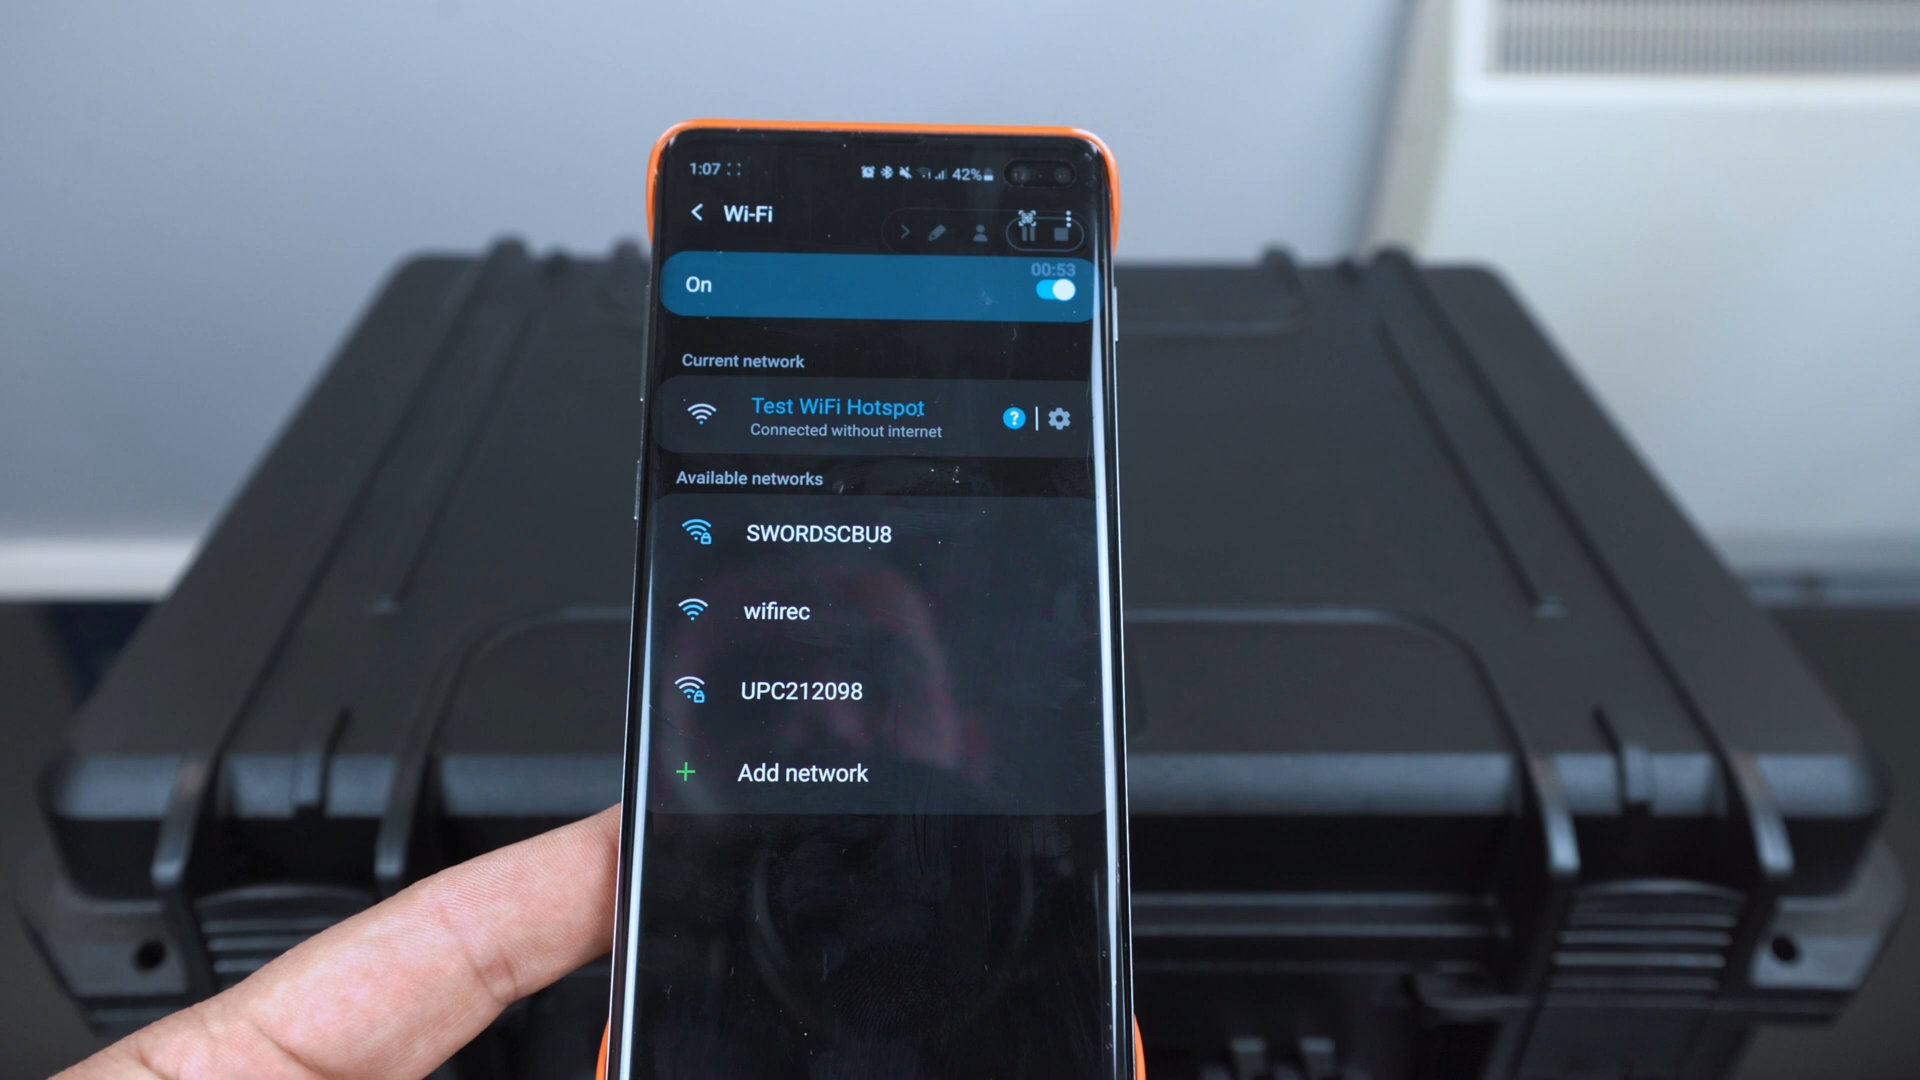 1:07 42%
Wi-Fi
00:53
On
Current network
Test WiFi Hotspot
?
Connected without internet
Available networks
SWORDSCBU8
wifirec
UPC212098
+ Add network